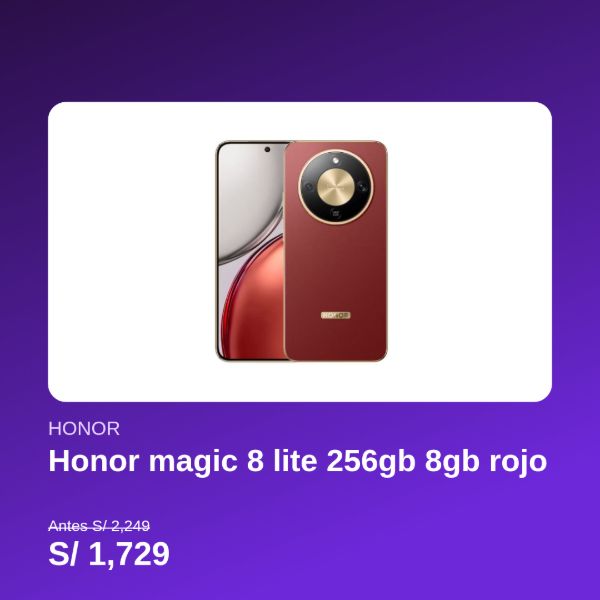 HONOR
HONOR
Honor magic 8 lite 256gb 8gb rojo
Antes S/ 2,249
S/ 1,729